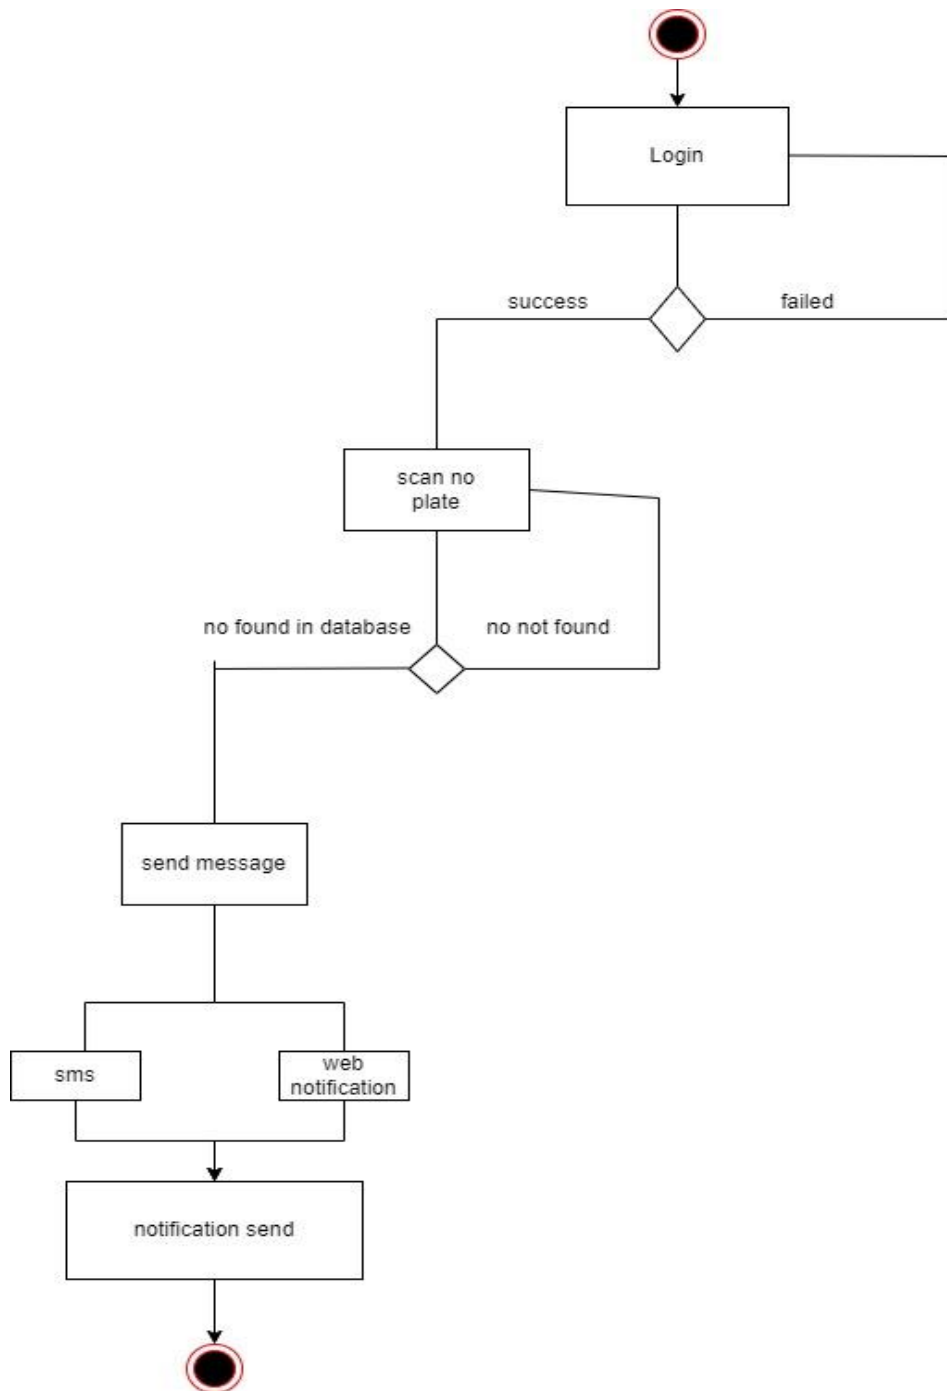 Login
success
failed
scan no
plate
no found in database
no not found
send message
sms
web
notification
notification send